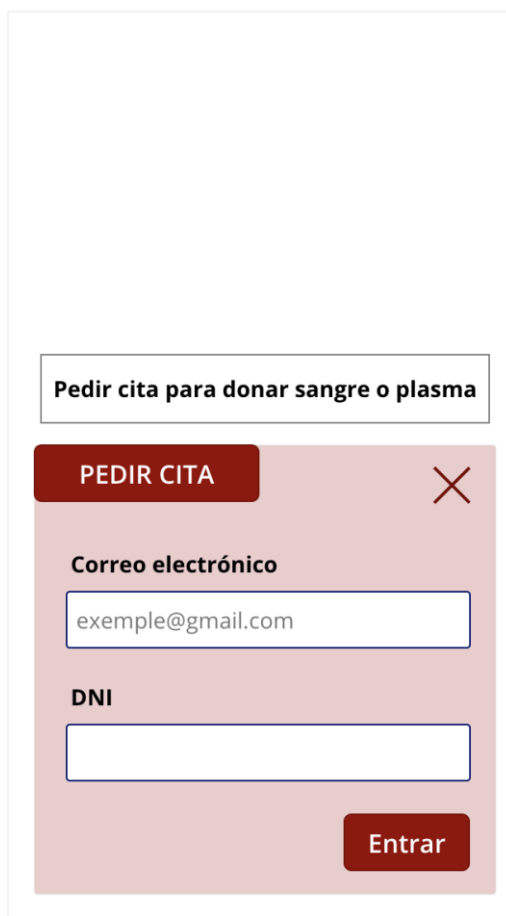 Pedir cita para donar sangre o plasma
PEDIR CITA
Correo electrónico
exemple@gmail.com
DNI
Entrar